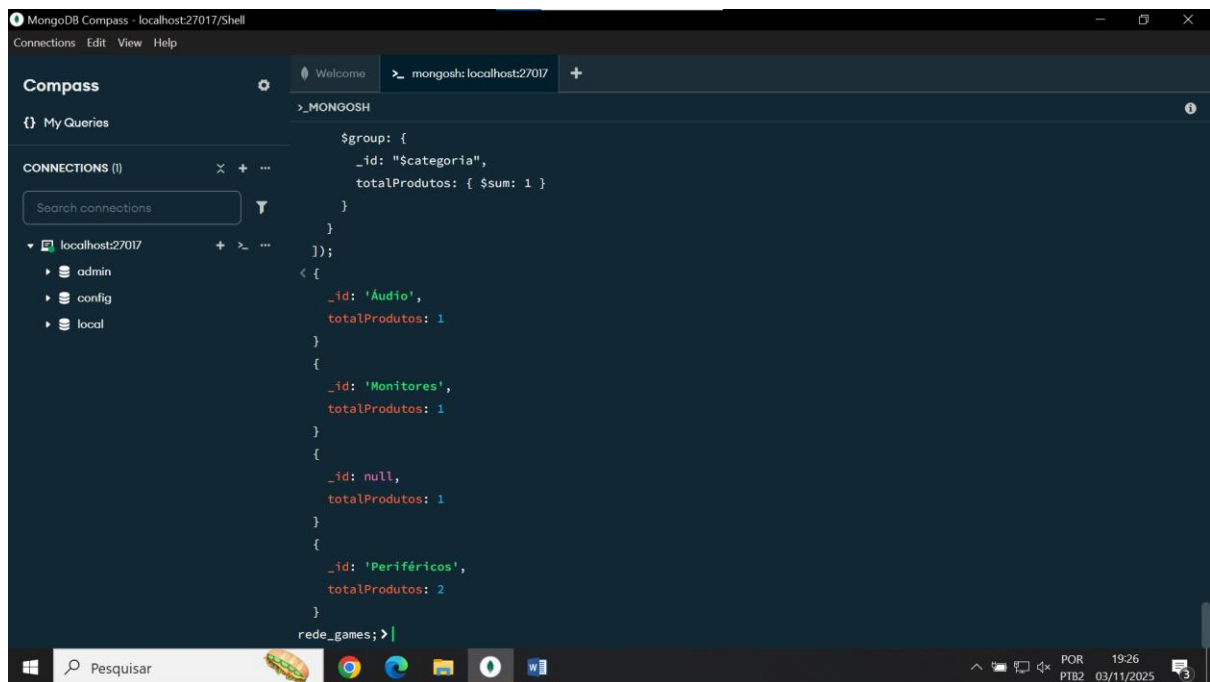 MongoDB Compass - localhost:27017/Shell
Connections Edit View Help
Compass
{} My Queries
CONNECTIONS (1)
Search connections
localhost:27017
admin
config
local
Welcome
>_ mongosh: localhost:27017
>_MONGOSH
$group: {
_id: "$categoria",
totalProdutos: { $sum: 1 }
}
}
]);
< {
_id: 'Áudio',
totalProdutos: 1
}
{
_id: 'Monitores',
totalProdutos: 1
}
{
_id: null,
totalProdutos: 1
}
{
_id: 'Periféricos',
totalProdutos: 2
}
rede_games;>
Pesquisar
POR
PTB2
19:26
03/11/2025
3